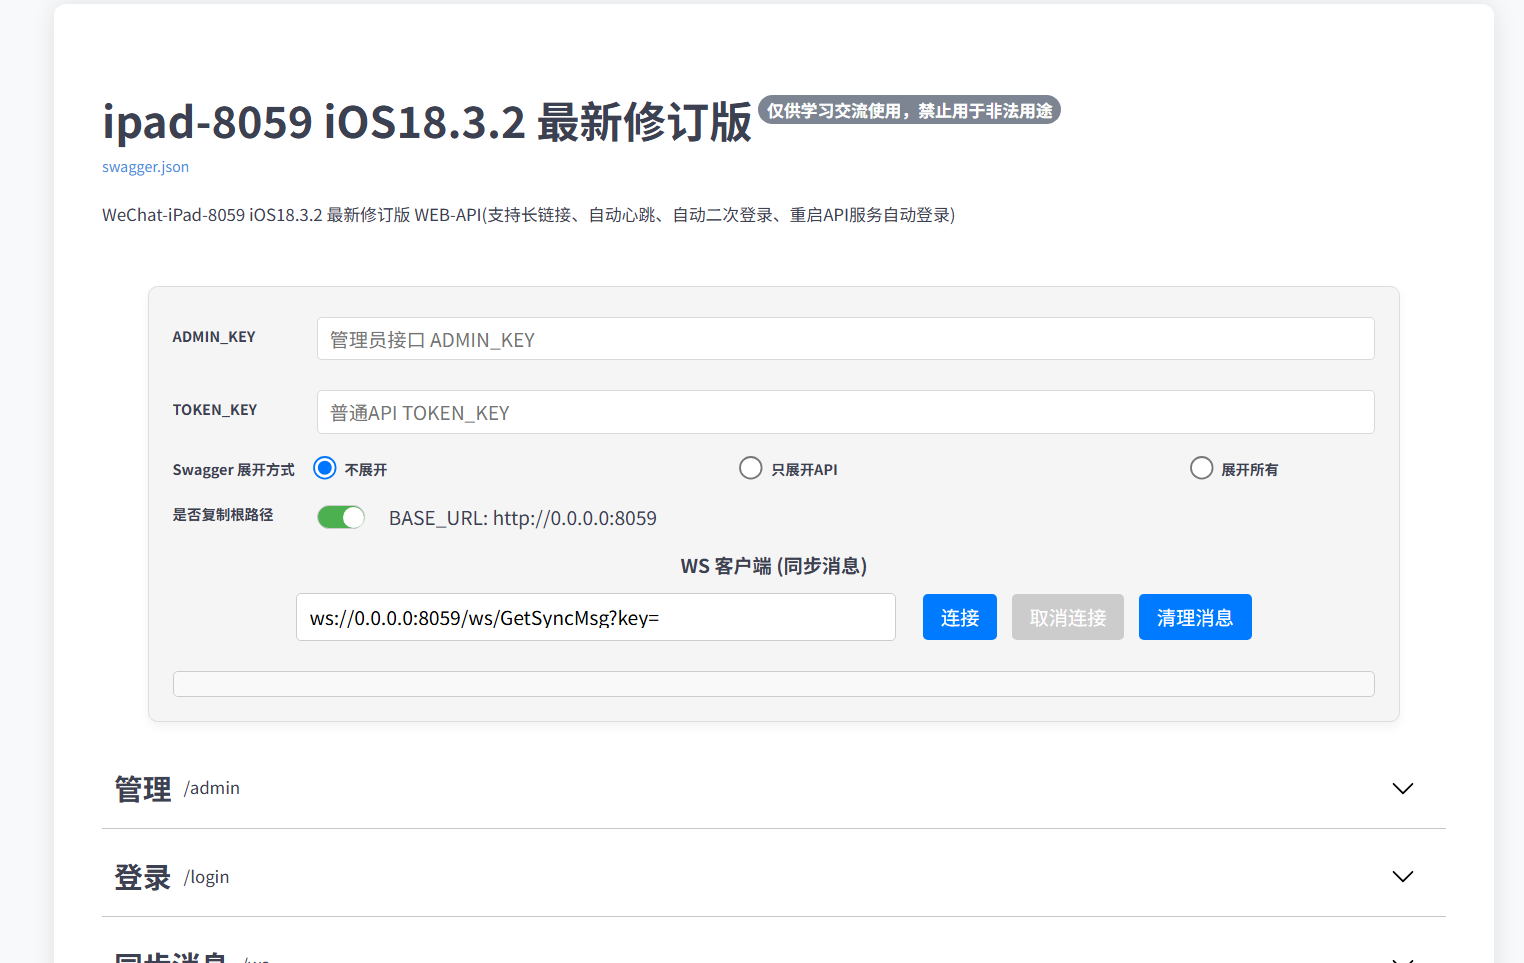 ipad-8059 iOS18.3.2 最新修订版 仅供学习交流使用，禁止用于非法用途
swagger.json
WeChat-iPad-8059 iOS18.3.2 最新修订版 WEB-API(支持长链接、自动心跳、自动二次登录、重启API服务自动登录)
ADMIN_KEY 管理员接口 ADMIN_KEY
TOKEN_KEY 普通API TOKEN_KEY
Swagger 展开方式 不展开 只展开API 展开所有
是否复制根路径 BASE_URL: http://0.0.0.0:8059
WS 客户端 (同步消息)
ws://0.0.0.0:8059/ws/GetSyncMsg?key= 连接 取消连接 清理消息
管理 /admin
登录 /login
同步消息 /ws